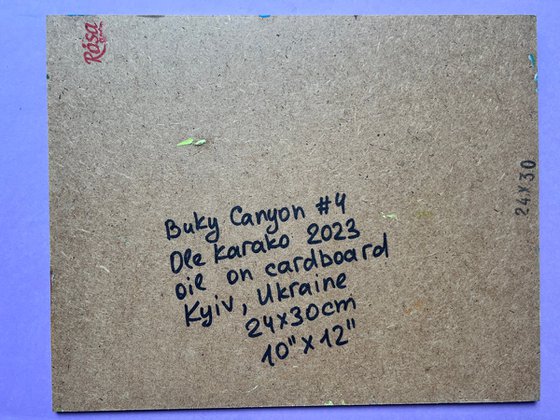 Rosa
24X30
Buky Canyon #4
Ole Karako 2023
oil on cardboard
Kyiv, Ukraine
24x30cm
10"X12"